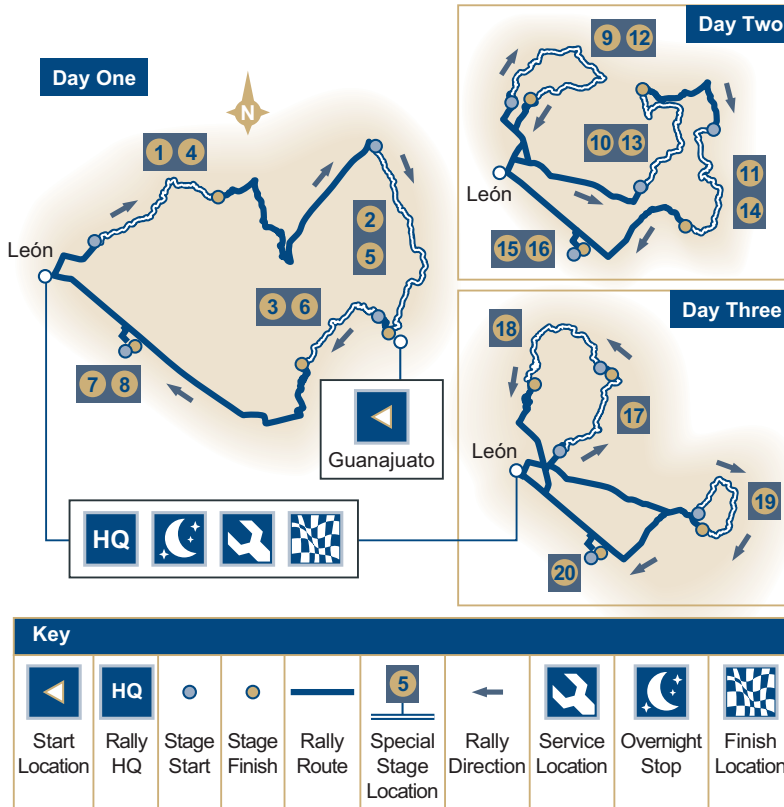 Day One
N
1 4
2
5
León
3 6
7 8
Guanajuato
HQ
Day Two
9 12
10 13
11
14
León
15 16
Day Three
18
17
León
19
20
Key
HQ
5
Start Location
Rally HQ
Stage Start
Stage Finish
Rally Route
Special Stage Location
Rally Direction
Service Location
Overnight Stop
Finish Location